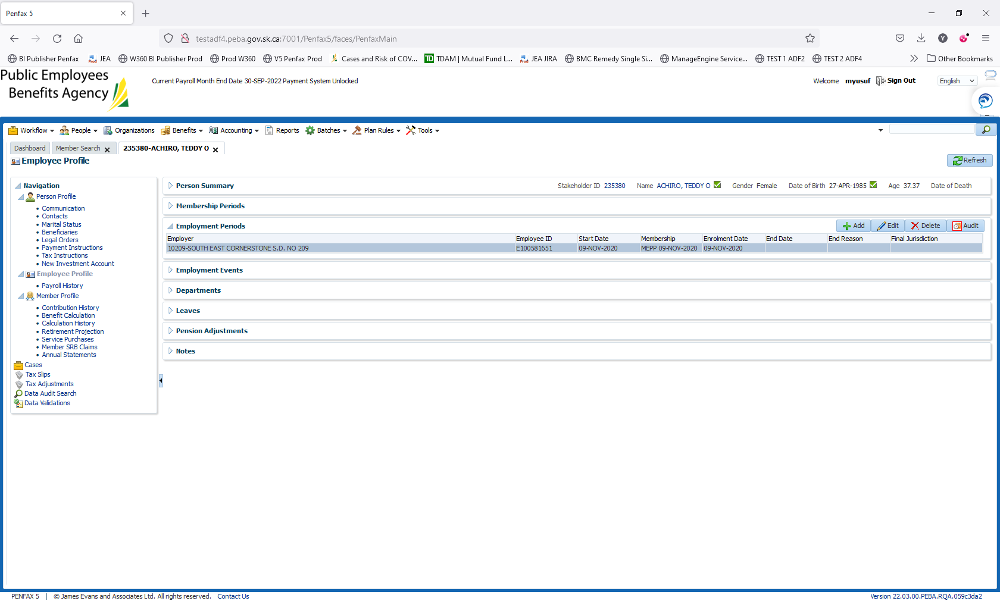 Penfax 5
testadf4.peba.gov.sk.ca:7001/Penfax5/faces/PenfaxMain
BI Publisher Penfax JEA W360 BI Publisher Prod Prod W360 V5 Penfax Prod Cases and Risk of COV... TDAM | Mutual Fund L... JEA JIRA BMC Remedy Single Si... ManageEngine Service... TEST 1 ADF2 TEST 2 ADF4 Other Bookmarks
Public Employees
Benefits Agency
Current Payroll Month End Date 30-SEP-2022 Payment System Unlocked
Welcome myusuf Sign Out English
Workflow People Organizations Benefits Accounting Reports Batches Plan Rules Tools
Dashboard Member Search 235380-ACHIRO, TEDDY O
Employee Profile
Refresh
Navigation
Person Profile
Communication
Contacts
Marital Status
Beneficiaries
Legal Orders
Payment Instructions
Tax Instructions
New Investment Account
Employee Profile
Payroll History
Member Profile
Contribution History
Benefit Calculation
Calculation History
Retirement Projection
Service Purchases
Member SRB Claims
Annual Statements
Cases
Tax Slips
Tax Adjustments
Data Audit Search
Data Validations
Person Summary Stakeholder ID 235380 Name ACHIRO, TEDDY O Gender Female Date of Birth 27-APR-1985 Age 37.37 Date of Death
Membership Periods
Employment Periods Add Edit Delete Audit
Employer Employee ID Start Date Membership Enrolment Date End Date End Reason Final Jurisdiction
10209-SOUTH EAST CORNERSTONE S.D. NO 209 E100581651 09-NOV-2020 MEPP 09-NOV-2020 09-NOV-2020
Employment Events
Departments
Leaves
Pension Adjustments
Notes
PENFAX 5 | © James Evans and Associates Ltd. All rights reserved. Contact Us
Version 22.03.00.PEBA.RQA.059c3da2